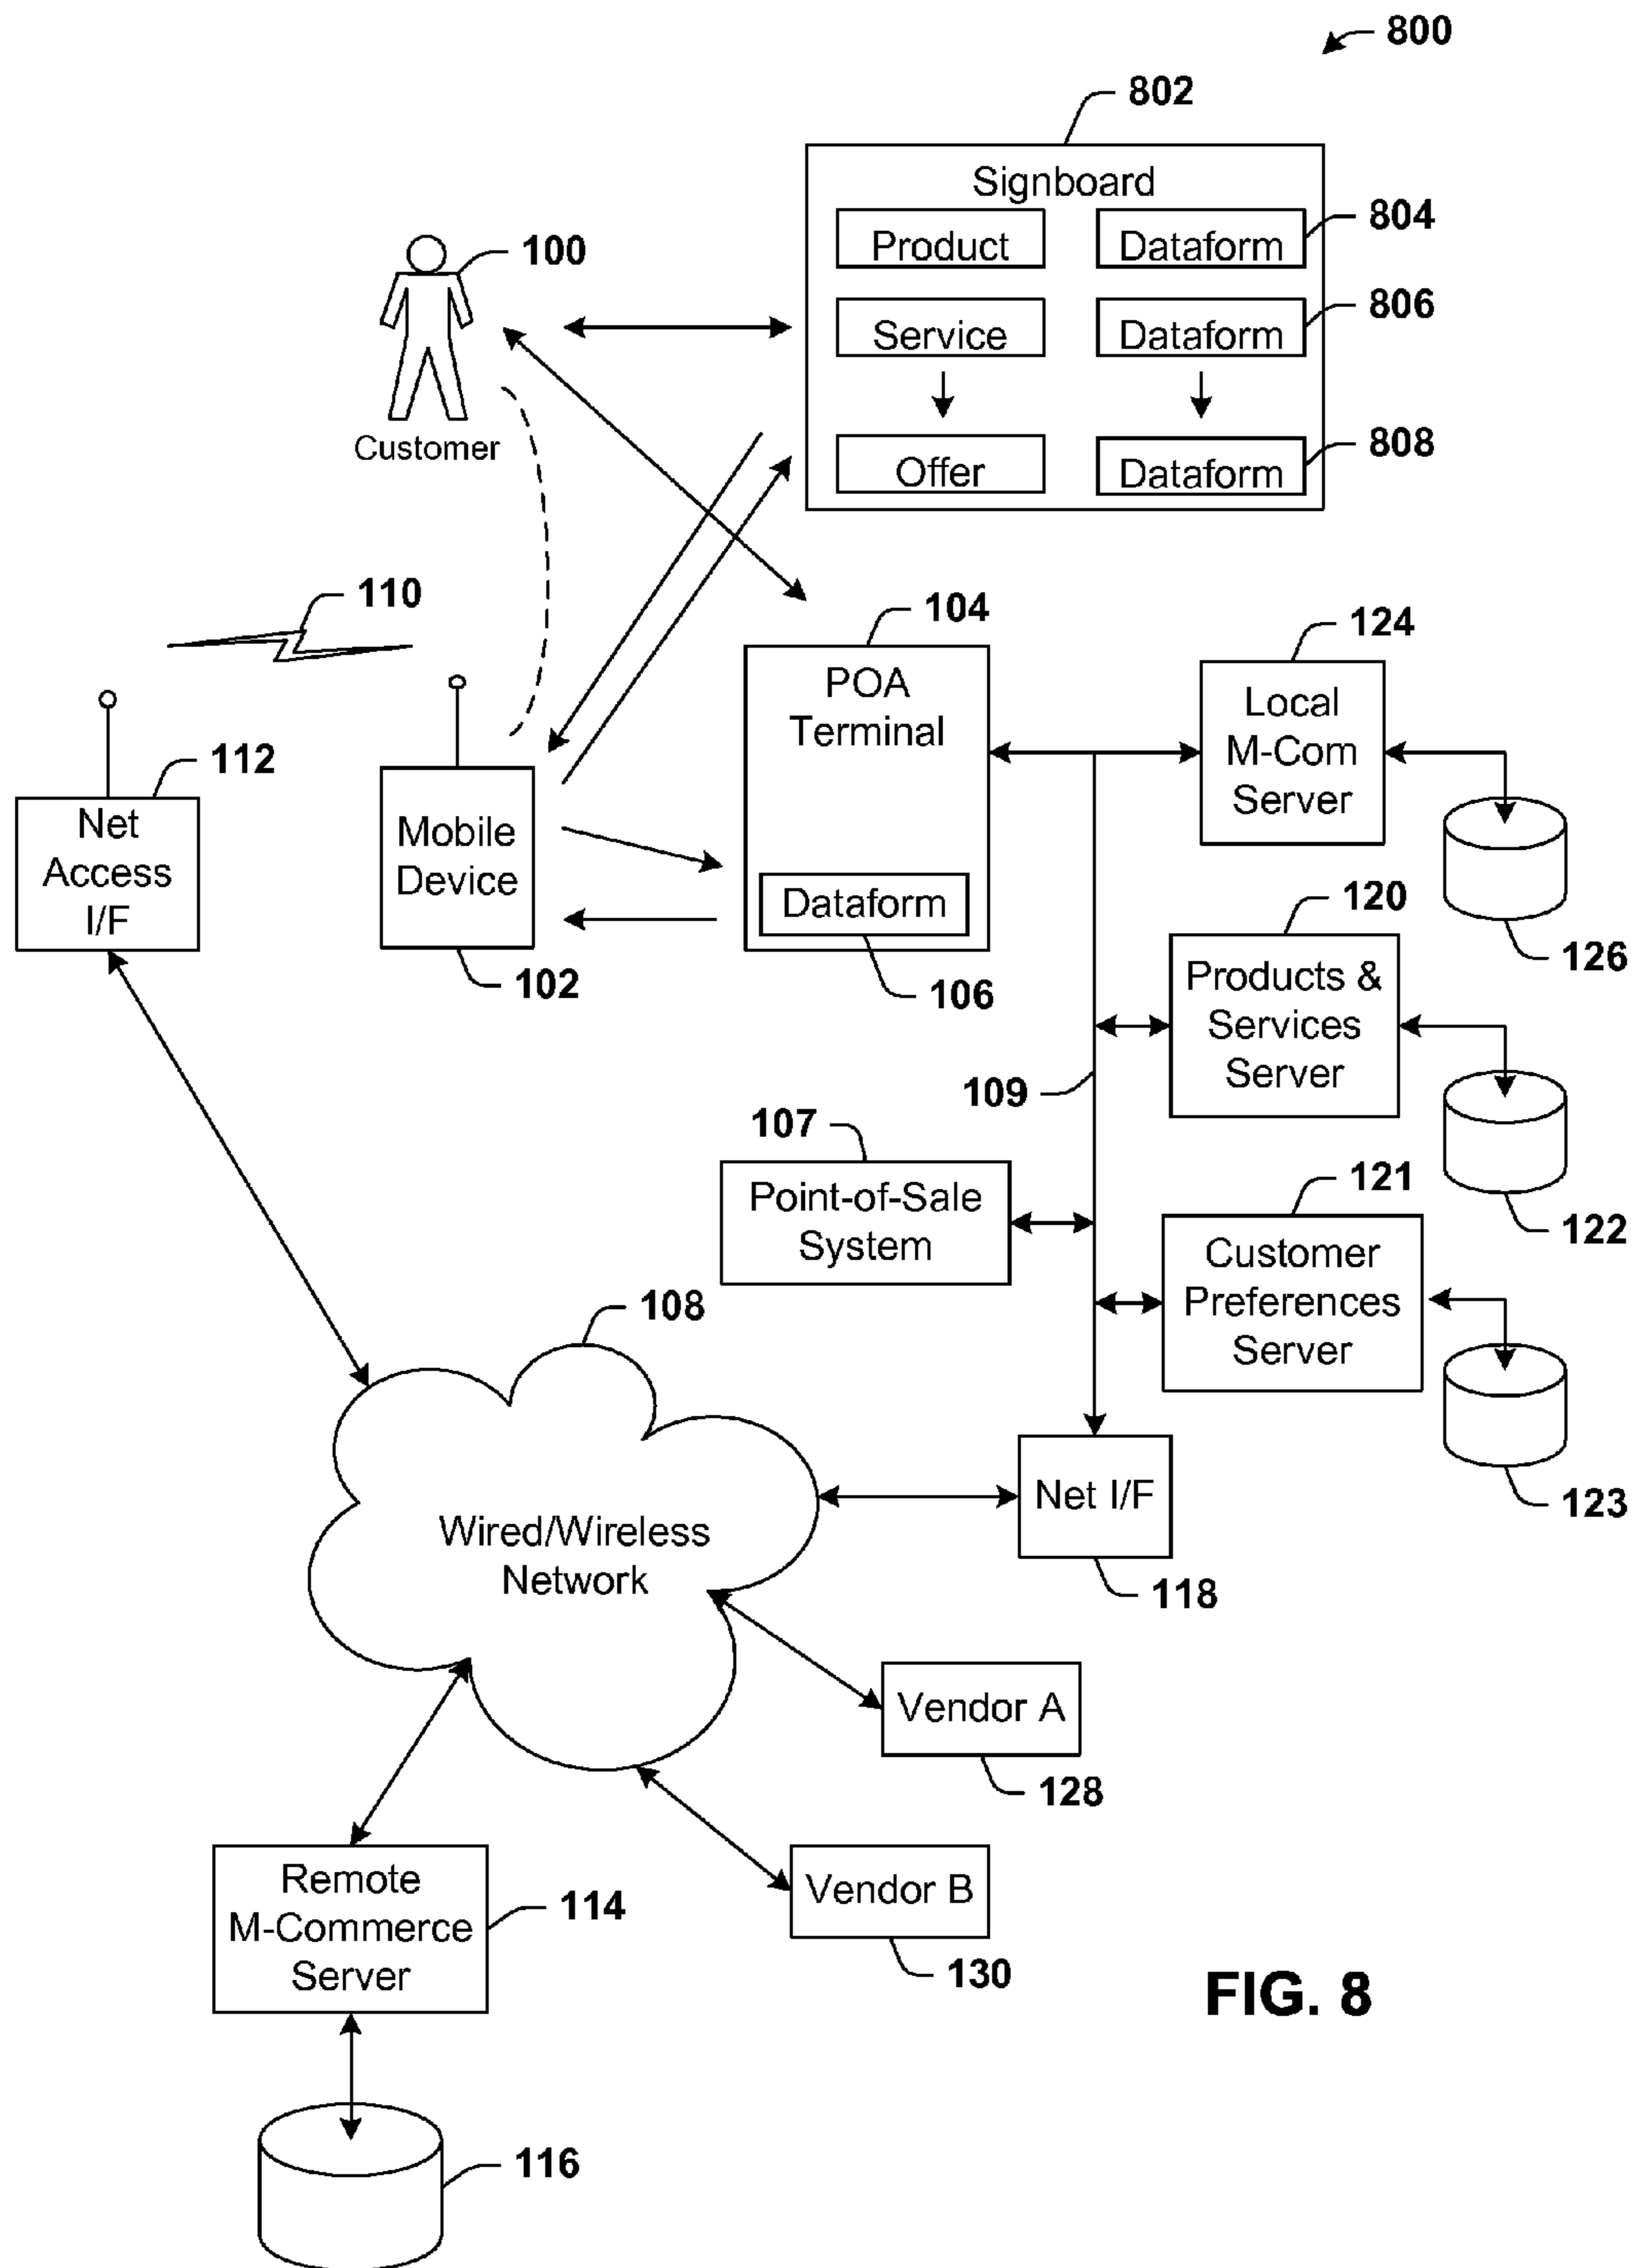 800
802
Signboard
Product
Dataform
804
Service
Dataform
806
Offer
Dataform
808
100
Customer
110
104
POA
Terminal
Dataform
106
124
Local
M-Com
Server
126
112
Net
Access
I/F
Mobile
Device
102
120
Products &
Services
Server
122
109
107
Point-of-Sale
System
121
Customer
Preferences
Server
123
108
Wired/Wireless
Network
Net I/F
118
Vendor A
128
Vendor B
130
Remote
M-Commerce
Server
114
116
FIG. 8